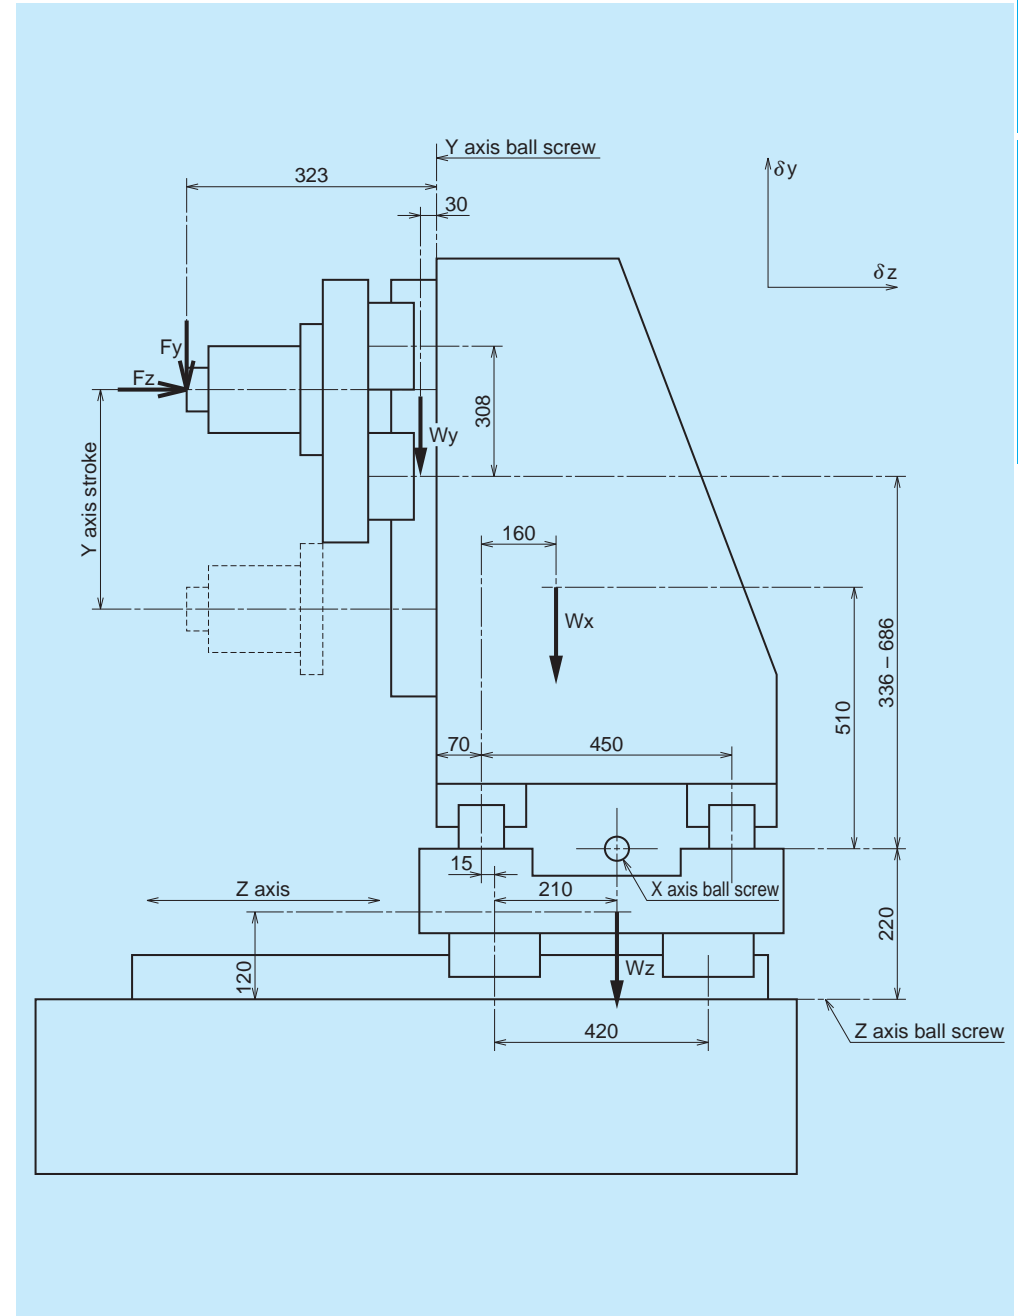 Y axis ball screw
323
δy
30
δz
Fy
Fz
308
Wy
Y axis stroke
160
Wx
336 – 686
510
70
450
15
Z axis
210
X axis ball screw
220
120
Wz
420
Z axis ball screw